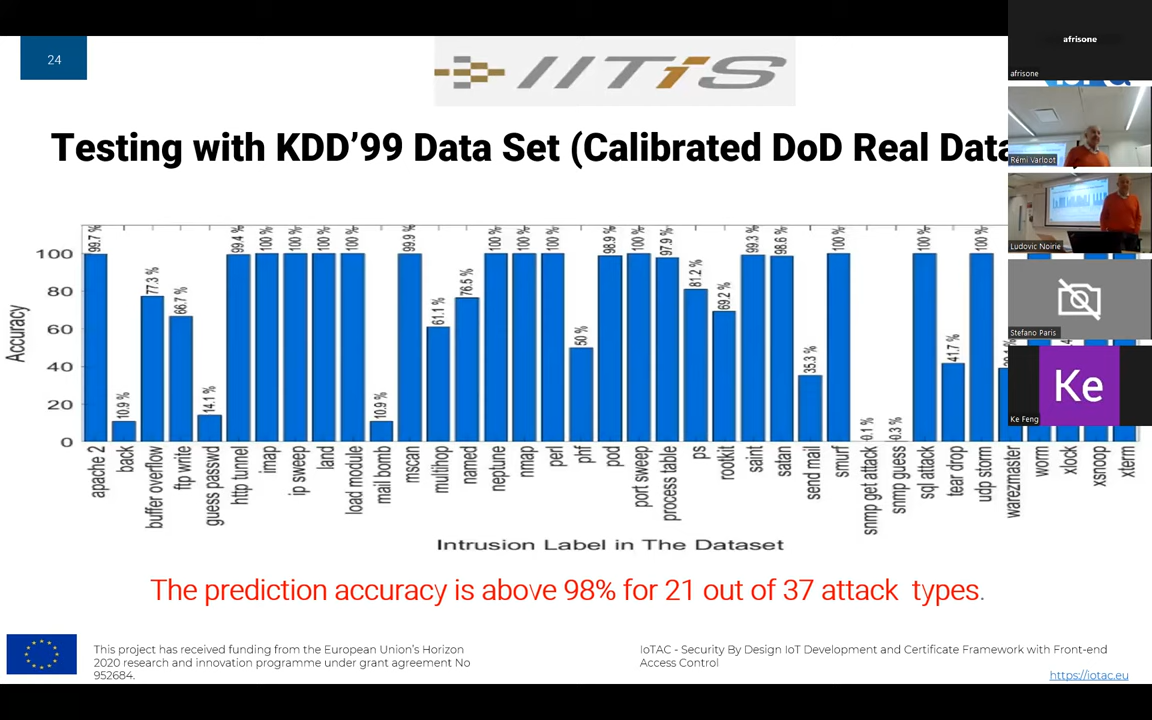 24
IITiS
afrisone
afrisone
Testing with KDD’99 Data Set (Calibrated DoD Real Data
Rémi Varloot
Ludovic Noirie
Stefano Paris
Ke
Ke Feng
Accuracy
100
80
60
40
20
0
99.7 %
10.9 %
77.3 %
66.7 %
14.1 %
99.4 %
100 %
100 %
100 %
100 %
10.9 %
99.9 %
61.1 %
76.5 %
100 %
100 %
100 %
50 %
98.9 %
100 %
97.9 %
81.2 %
69.2 %
99.3 %
98.6 %
35.3 %
100 %
0.1 %
0.3 %
100 %
41.7 %
100 %
apache 2
back
buffer overflow
ftp write
guess passwd
http tunnel
imap
ip sweep
land
load module
mail bomb
mscan
multihop
named
neptune
nmap
perl
phf
pod
port sweep
process table
ps
rootkit
saint
satan
send mail
smurf
snmp get attack
snmp guess
sql attack
tear drop
udp storm
warezmaster
worm
xlock
xsnoop
xterm
Intrusion Label in The Dataset
The prediction accuracy is above 98% for 21 out of 37 attack types.
This project has received funding from the European Union’s Horizon
2020 research and innovation programme under grant agreement No
952684.
IoTAC - Security By Design IoT Development and Certificate Framework with Front-end
Access Control
https://iotac.eu